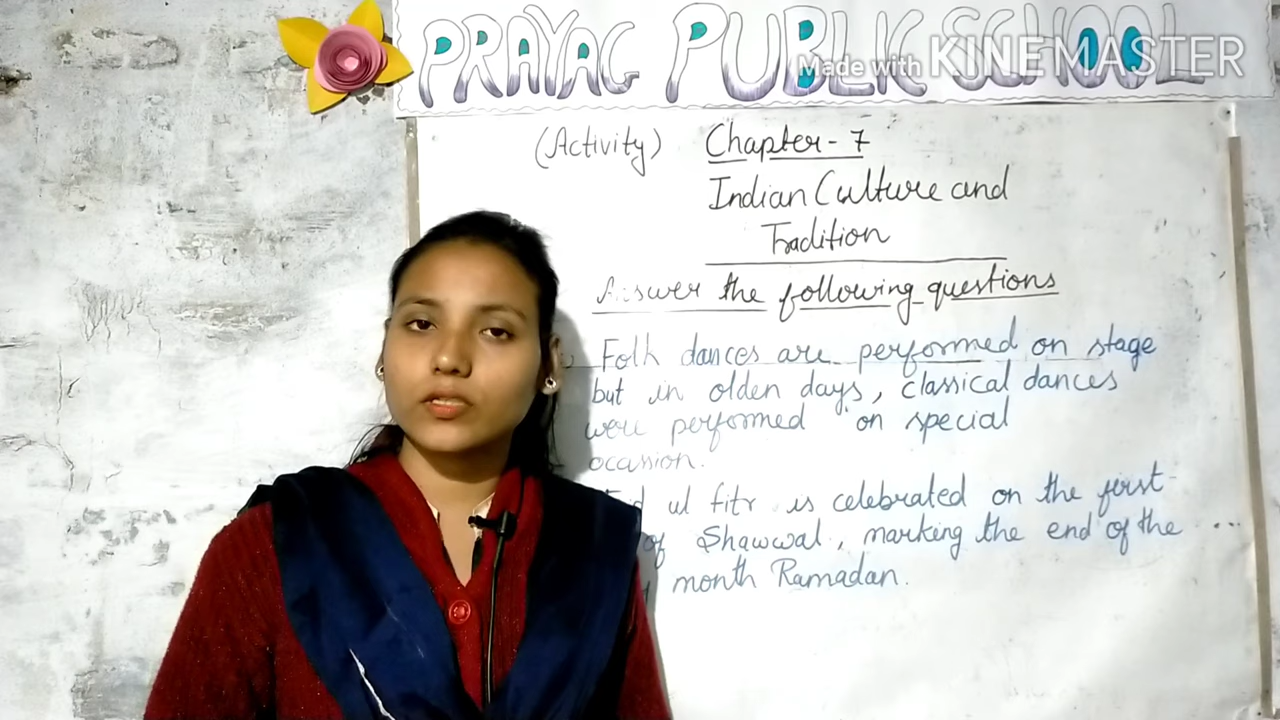 PRAYAG PUBLIC SCHOOL
Made with KINEMASTER
(Activity) Chapter - 7
Indian Culture and
Tradition
Answer the following questions
Folk dances are performed on stage
but in olden days, classical dances
were performed on special
occasion.
Eid ul fitr is celebrated on the first
of Shawwal, marking the end of the ...
month Ramadan.